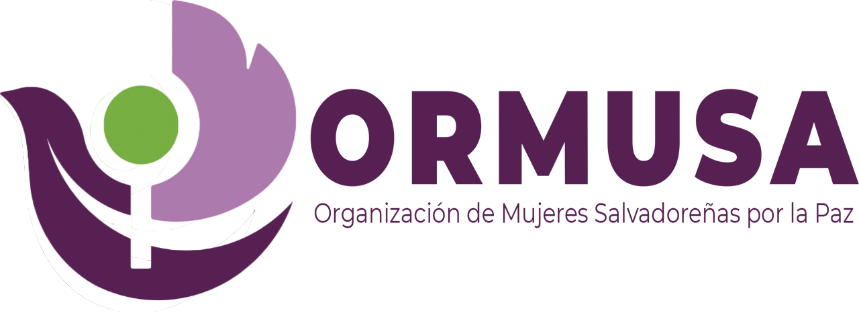 ORMUSA
Organización de Mujeres Salvadoreñas por la Paz